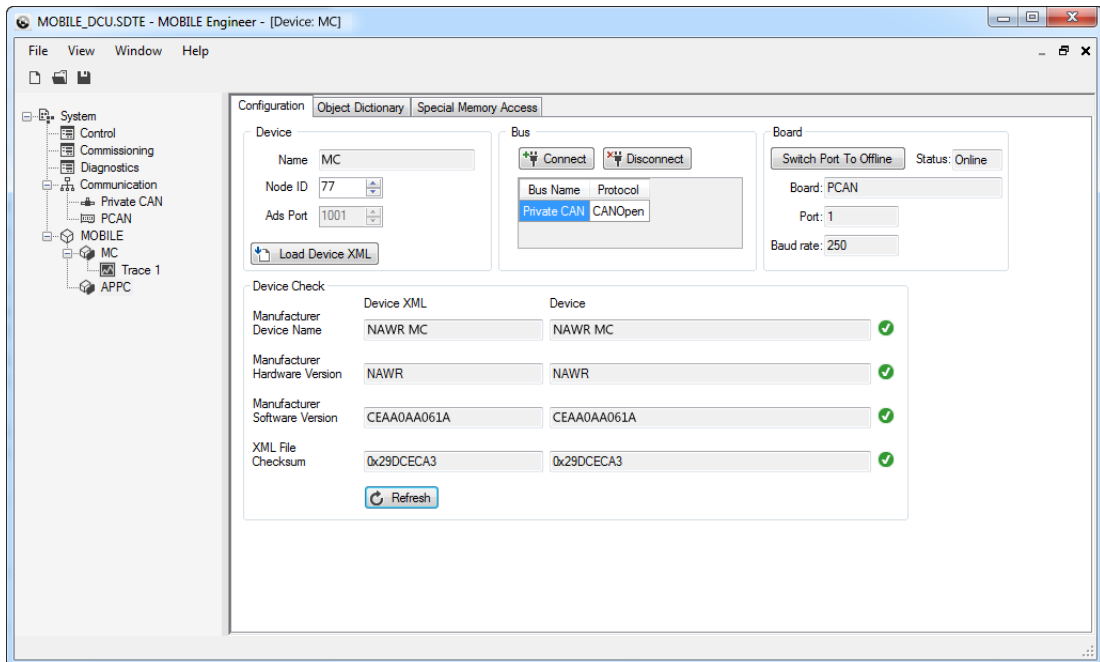 MOBILE_DCU.SDTE - MOBILE Engineer - [Device: MC]
File View Window Help
System
Control
Commissioning
Diagnostics
Communication
Private CAN
PCAN
MOBILE
MC
Trace 1
APPC
Configuration Object Dictionary Special Memory Access
Device
Name MC
Node ID 77
Ads Port 1001
Load Device XML
Bus
Connect Disconnect
Bus Name Protocol
Private CAN CANOpen
Board
Switch Port To Offline Status: Online
Board: PCAN
Port: 1
Baud rate: 250
Device Check
Device XML Device
Manufacturer
Device Name NAWR MC NAWR MC
Manufacturer
Hardware Version NAWR NAWR
Manufacturer
Software Version CEAA0AA061A CEAA0AA061A
XML File
Checksum 0x29DCECA3 0x29DCECA3
Refresh